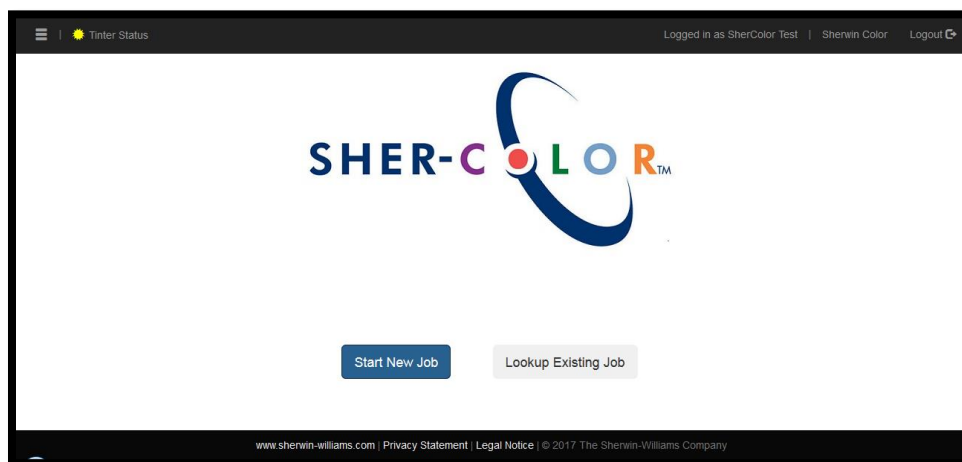 | Tinter Status Logged in as SherColor Test | Sherwin Color Logout
SHER-COLOR™
Start New Job Lookup Existing Job
www.sherwin-williams.com | Privacy Statement | Legal Notice | © 2017 The Sherwin-Williams Company